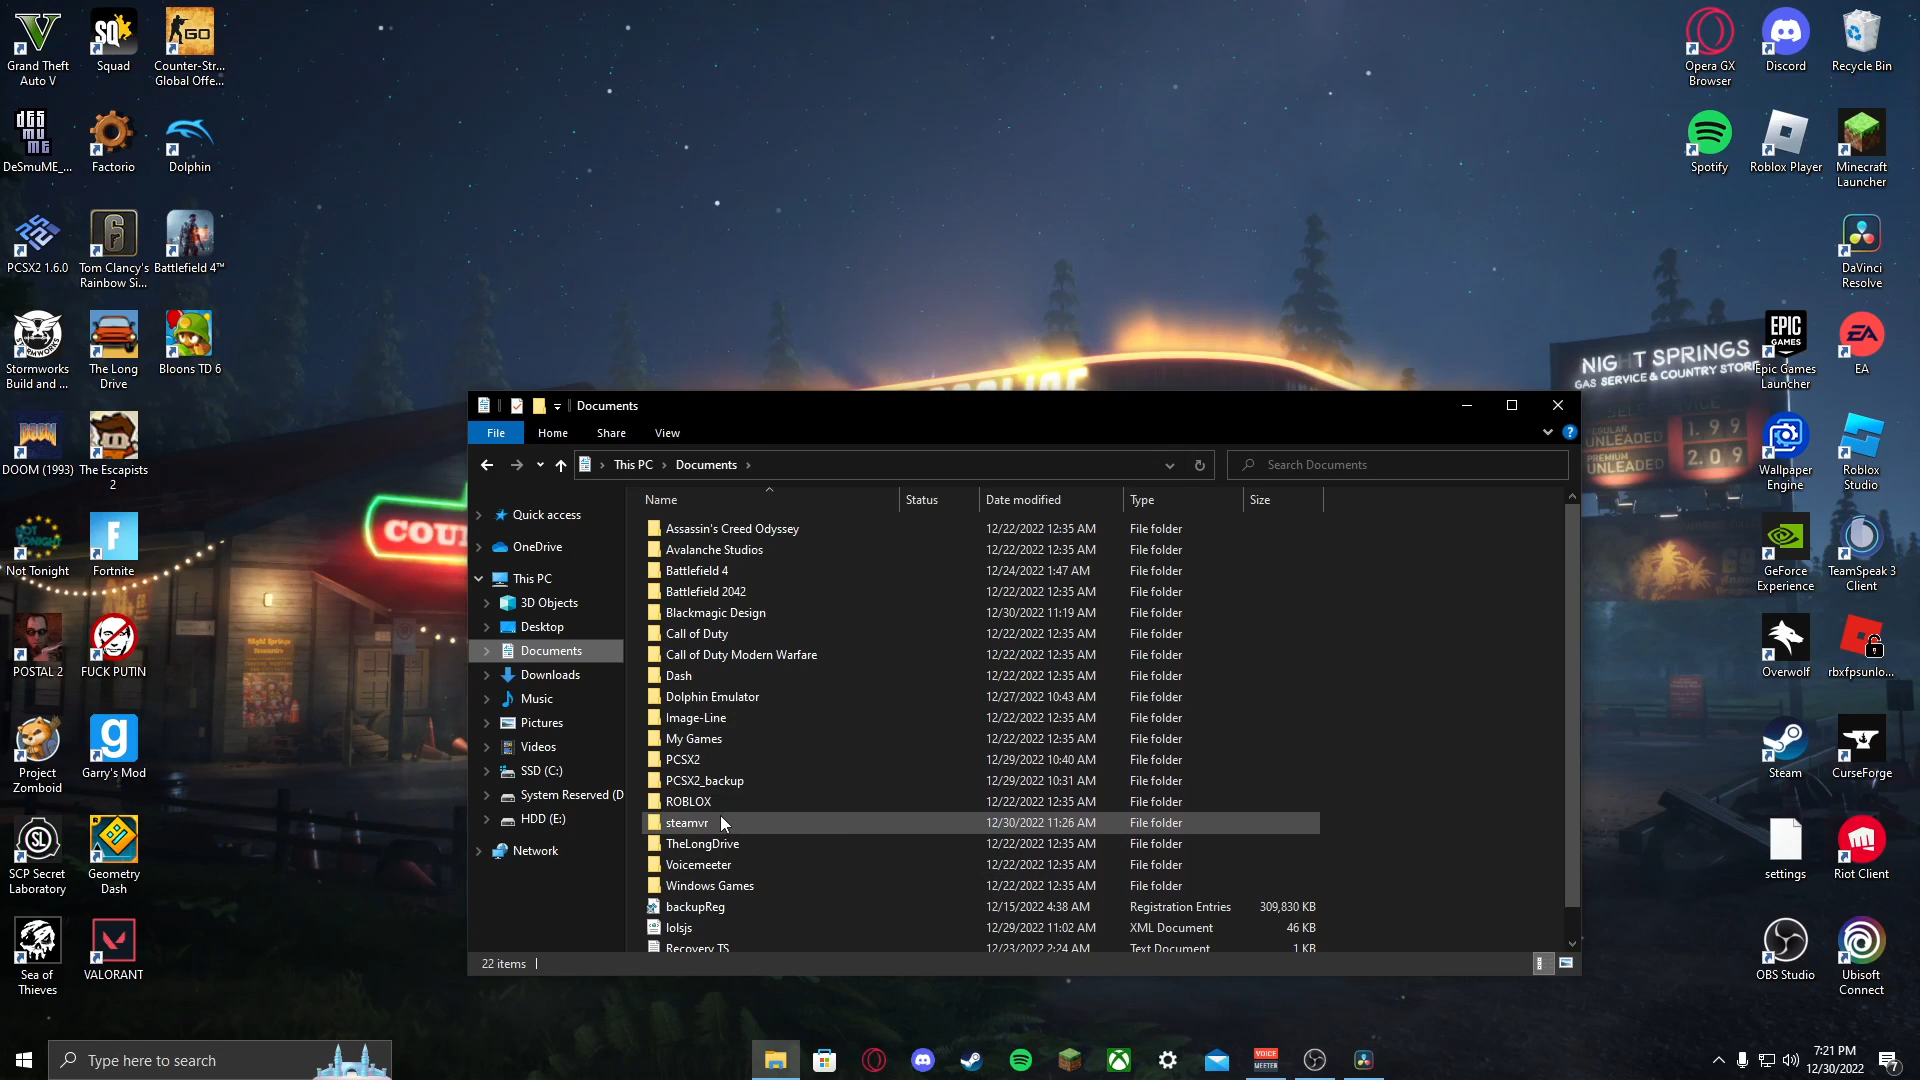 Grand Theft
Auto V
Squad
Counter-Str...
Global Offe...
DeSmuME_...
Factorio
Dolphin
PCSX2 1.6.0
Tom Clancy's
Rainbow Si...
Battlefield 4™
Stormworks
Build and ...
The Long
Drive
Bloons TD 6
DOOM (1993)
The Escapists
2
Not Tonight
Fortnite
POSTAL 2
FUCK PUTIN
Project
Zomboid
Garry's Mod
SCP Secret
Laboratory
Geometry
Dash
Sea of
Thieves
VALORANT
Opera GX
Browser
Discord
Recycle Bin
Spotify
Roblox Player
Minecraft
Launcher
DaVinci
Resolve
Epic Games
Launcher
EA
Wallpaper
Engine
Roblox
Studio
GeForce
Experience
TeamSpeak 3
Client
Overwolf
rbxfpsunlo...
Steam
CurseForge
settings
Riot Client
OBS Studio
Ubisoft
Connect
NIGHT SPRINGS
GAS SERVICE & COUNTRY STORE
REGULAR
UNLEADED
1.99
PREMIUM
UNLEADED
2.09
COU
Documents
File
Home
Share
View
This PC
Documents
Search Documents
Quick access
OneDrive
This PC
3D Objects
Desktop
Documents
Downloads
Music
Pictures
Videos
SSD (C:)
System Reserved (D
HDD (E:)
Network
Name Status Date modified Type Size
Assassin's Creed Odyssey 12/22/2022 12:35 AM File folder
Avalanche Studios 12/22/2022 12:35 AM File folder
Battlefield 4 12/24/2022 1:47 AM File folder
Battlefield 2042 12/22/2022 12:35 AM File folder
Blackmagic Design 12/30/2022 11:19 AM File folder
Call of Duty 12/22/2022 12:35 AM File folder
Call of Duty Modern Warfare 12/22/2022 12:35 AM File folder
Dash 12/22/2022 12:35 AM File folder
Dolphin Emulator 12/27/2022 10:43 AM File folder
Image-Line 12/22/2022 12:35 AM File folder
My Games 12/22/2022 12:35 AM File folder
PCSX2 12/29/2022 10:40 AM File folder
PCSX2_backup 12/29/2022 10:31 AM File folder
ROBLOX 12/22/2022 12:35 AM File folder
steamvr 12/30/2022 11:26 AM File folder
TheLongDrive 12/22/2022 12:35 AM File folder
Voicemeeter 12/22/2022 12:35 AM File folder
Windows Games 12/22/2022 12:35 AM File folder
backupReg 12/15/2022 4:38 AM Registration Entries 309,830 KB
lolsjs 12/29/2022 11:02 AM XML Document 46 KB
Recovery TS 12/23/2022 2:24 AM Text Document 1 KB
22 items
Type here to search
VOICE
MEETER
7:21 PM
12/30/2022
7